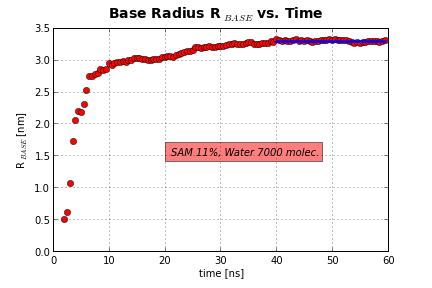 Base Radius R BASE vs. Time
3.5
3.0
2.5
2.0
1.5
1.0
0.5
0.0
R BASE [nm]
SAM 11%, Water 7000 molec.
0 10 20 30 40 50 60
time [ns]